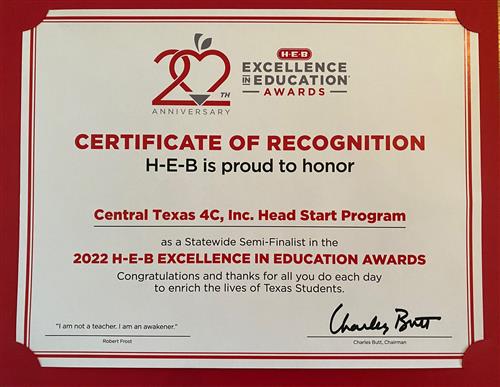 20TH
ANNIVERSARY
H-E-B
EXCELLENCE
IN EDUCATION
AWARDS
CERTIFICATE OF RECOGNITION
H-E-B is proud to honor
Central Texas 4C, Inc. Head Start Program
as a Statewide Semi-Finalist in the
2022 H-E-B EXCELLENCE IN EDUCATION AWARDS
Congratulations and thanks for all you do each day
to enrich the lives of Texas Students.
"I am not a teacher. I am an awakener."
Robert Frost
Charles Butt
Charles Butt, Chairman